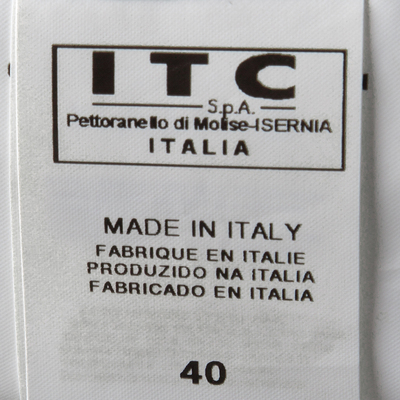 ITC
S.p.A.
Pettoranello di Molise-ISERNIA
ITALIA
MADE IN ITALY
FABRIQUE EN ITALIE
PRODUZIDO NA ITALIA
FABRICADO EN ITALIA
40